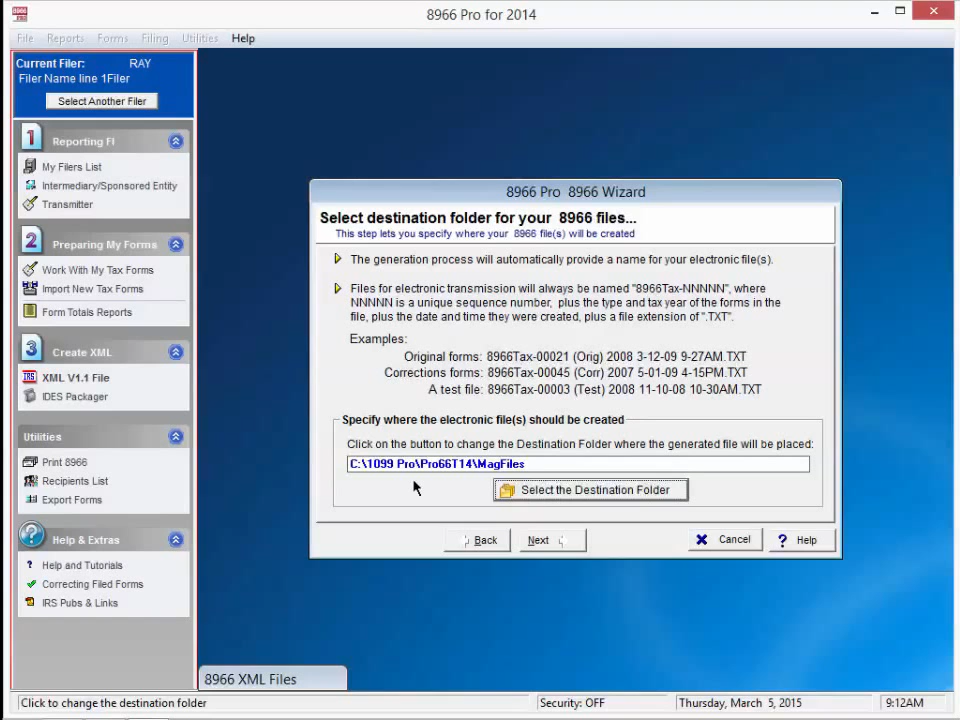 8966 Pro for 2014
File Reports Forms Filing Utilities Help
Current Filer: RAY
Filer Name line 1Filer
Select Another Filer
1 Reporting FI
My Filers List
Intermediary/Sponsored Entity
Transmitter
2 Preparing My Forms
Work With My Tax Forms
Import New Tax Forms
Form Totals Reports
3 Create XML
IRS XML V1.1 File
IDES Packager
Utilities
Print 8966
Recipients List
Export Forms
? Help & Extras
? Help and Tutorials
Correcting Filed Forms
IRS Pubs & Links
8966 Pro 8966 Wizard
Select destination folder for your 8966 files...
This step lets you specify where your 8966 file(s) will be created
The generation process will automatically provide a name for your electronic file(s).
Files for electronic transmission will always be named "8966Tax-NNNNN", where
NNNNN is a unique sequence number, plus the type and tax year of the forms in the
file, plus the date and time they were created, plus a file extension of ".TXT".
Examples:
Original forms: 8966Tax-00021 (Orig) 2008 3-12-09 9-27AM.TXT
Corrections forms: 8966Tax-00045 (Corr) 2007 5-01-09 4-15PM.TXT
A test file: 8966Tax-00003 (Test) 2008 11-10-08 10-30AM.TXT
Specify where the electronic file(s) should be created
Click on the button to change the Destination Folder where the generated file will be placed:
C:\1099 Pro\Pro66T14\MagFiles
Select the Destination Folder
Back Next Cancel ? Help
8966 XML Files
Click to change the destination folder Security: OFF Thursday, March 5, 2015 9:12AM